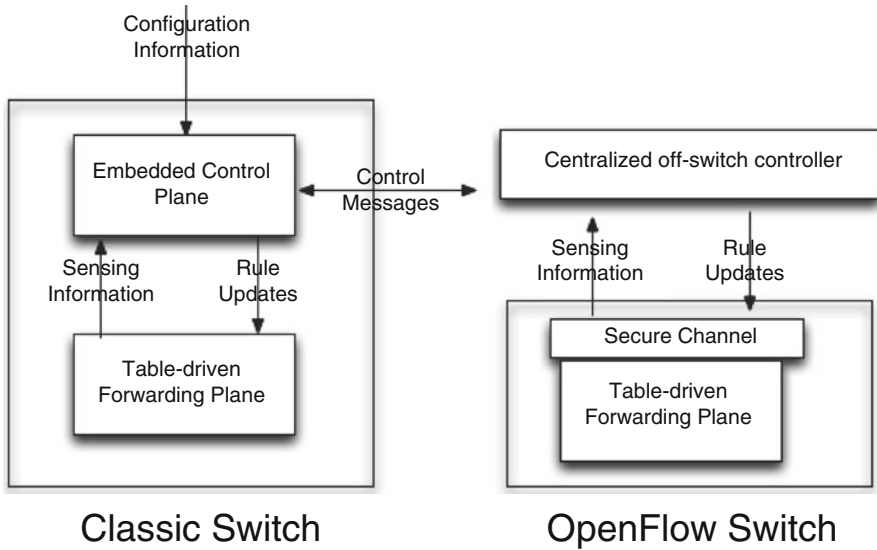 Configuration
Information
Embedded Control
Plane
Control
Messages
Sensing
Information
Rule
Updates
Table-driven
Forwarding Plane
Classic Switch
Centralized off-switch controller
Sensing
Information
Rule
Updates
Secure Channel
Table-driven
Forwarding Plane
OpenFlow Switch